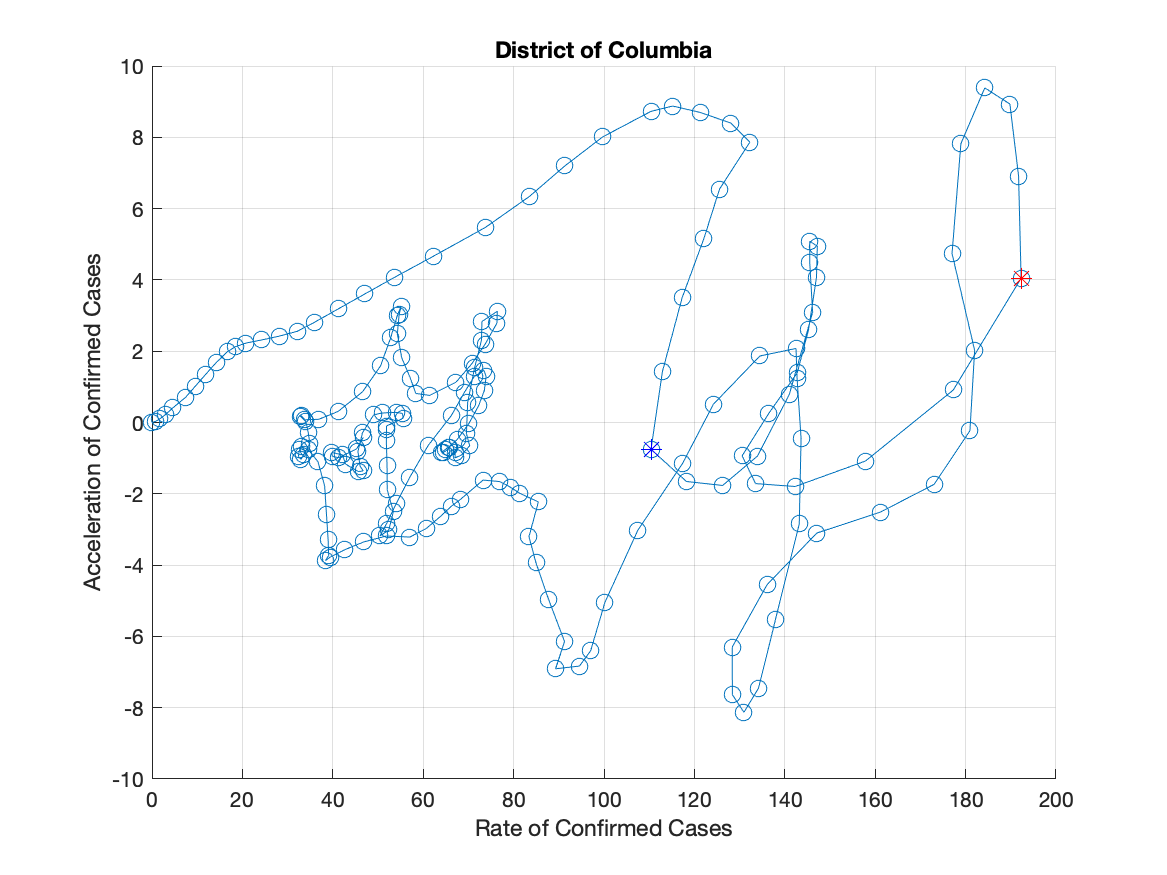 District of Columbia
10
8
6
4
2
0
-2
-4
-6
-8
-10
Acceleration of Confirmed Cases
0 20 40 60 80 100 120 140 160 180 200
Rate of Confirmed Cases